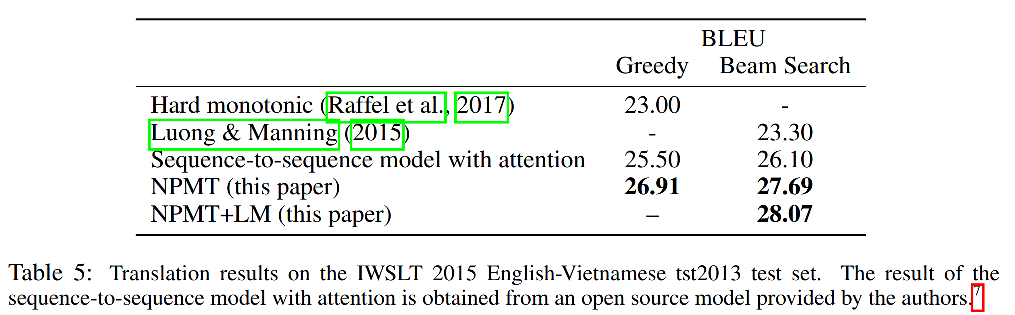 BLEU
Greedy Beam Search
Hard monotonic (Raffel et al., 2017) 23.00 -
Luong & Manning (2015) - 23.30
Sequence-to-sequence model with attention 25.50 26.10
NPMT (this paper) 26.91 27.69
NPMT+LM (this paper) – 28.07
Table 5: Translation results on the IWSLT 2015 English-Vietnamese tst2013 test set. The result of the
sequence-to-sequence model with attention is obtained from an open source model provided by the authors.7